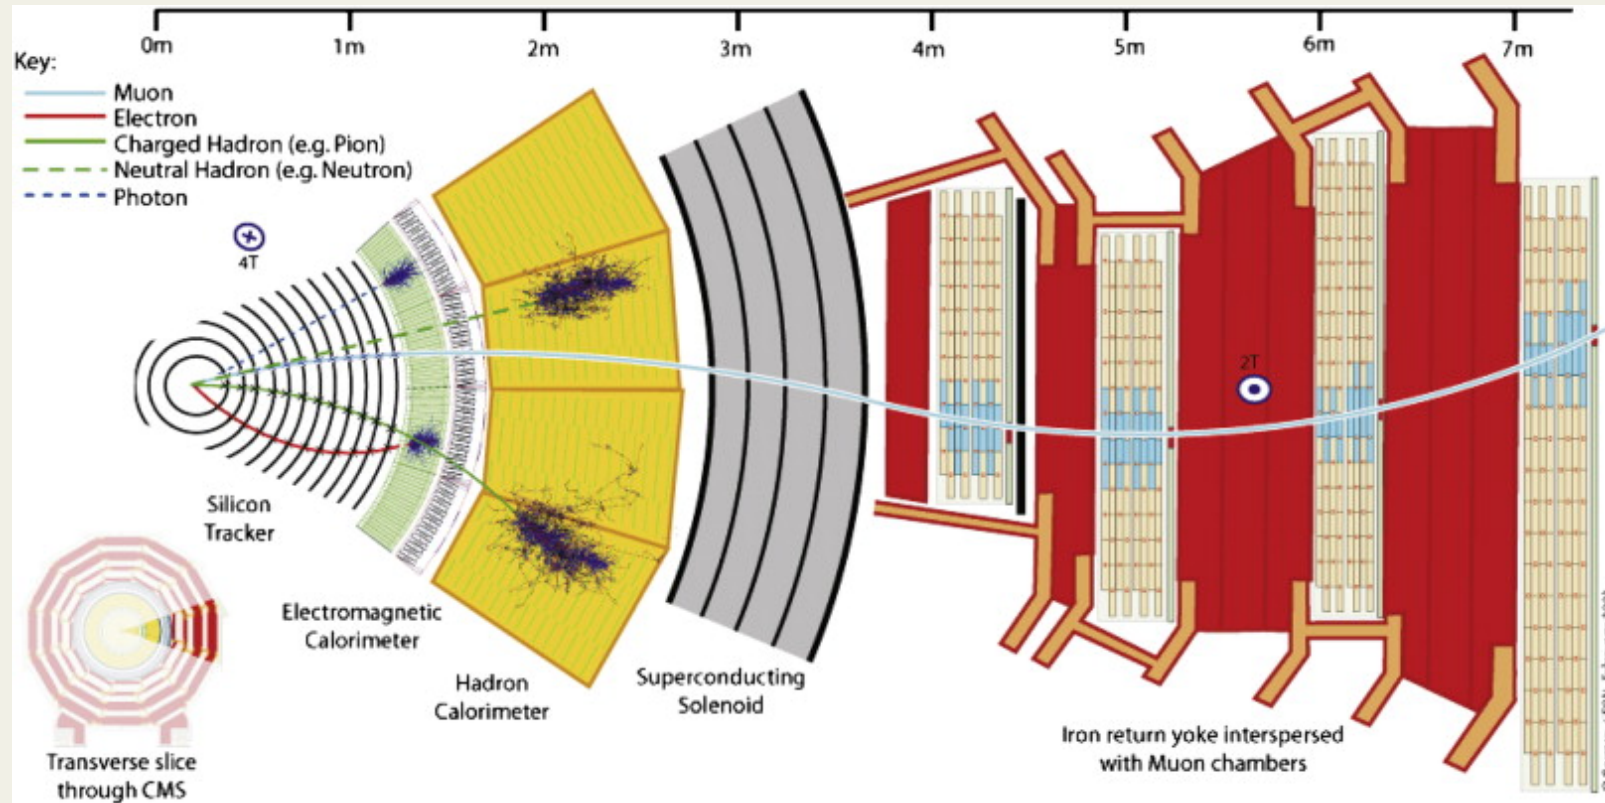 0m 1m 2m 3m 4m 5m 6m 7m
Key:
Muon
Electron
Charged Hadron (e.g. Pion)
Neutral Hadron (e.g. Neutron)
Photon
4T
2T
Silicon
Tracker
Electromagnetic
Calorimeter
Hadron
Calorimeter
Superconducting
Solenoid
Iron return yoke interspersed
with Muon chambers
Transverse slice
through CMS